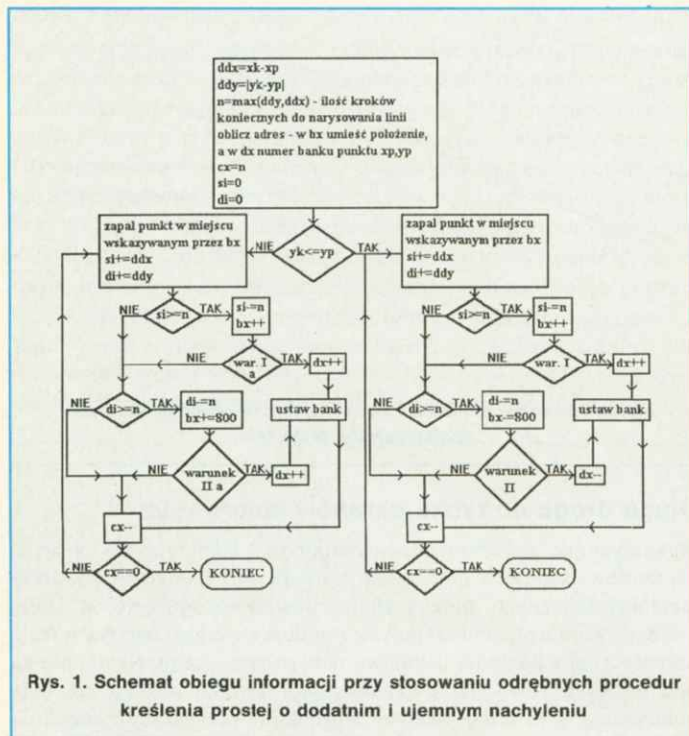 ddx=xk-xp
ddy=|yk-yp|
n=max(ddy,ddx) - ilość kroków
koniecznych do narysowania linii
oblicz adres - w bx umieść położenie,
a w dx numer banku punktu xp,yp
cx=n
si=0
di=0
yk<=yp
NIE
TAK
zapal punkt w miejscu
wskazywanym przez bx
si+=ddx
di+=ddy
si>=n
NIE
TAK
si-=n
bx++
war. I
a
NIE
TAK
dx++
ustaw bank
di>=n
NIE
TAK
di-=n
bx+=800
warunek
II a
NIE
TAK
dx++
cx--
cx==0
NIE
TAK
KONIEC
zapal punkt w miejscu
wskazywanym przez bx
si+=ddx
di+=ddy
si>=n
NIE
TAK
si-=n
bx++
war. I
NIE
TAK
dx++
ustaw bank
di>=n
NIE
TAK
di-=n
bx-=800
warunek
II
NIE
TAK
dx--
cx--
cx==0
NIE
TAK
KONIEC
Rys. 1. Schemat obiegu informacji przy stosowaniu odrębnych procedur
kreślenia prostej o dodatnim i ujemnym nachyleniu